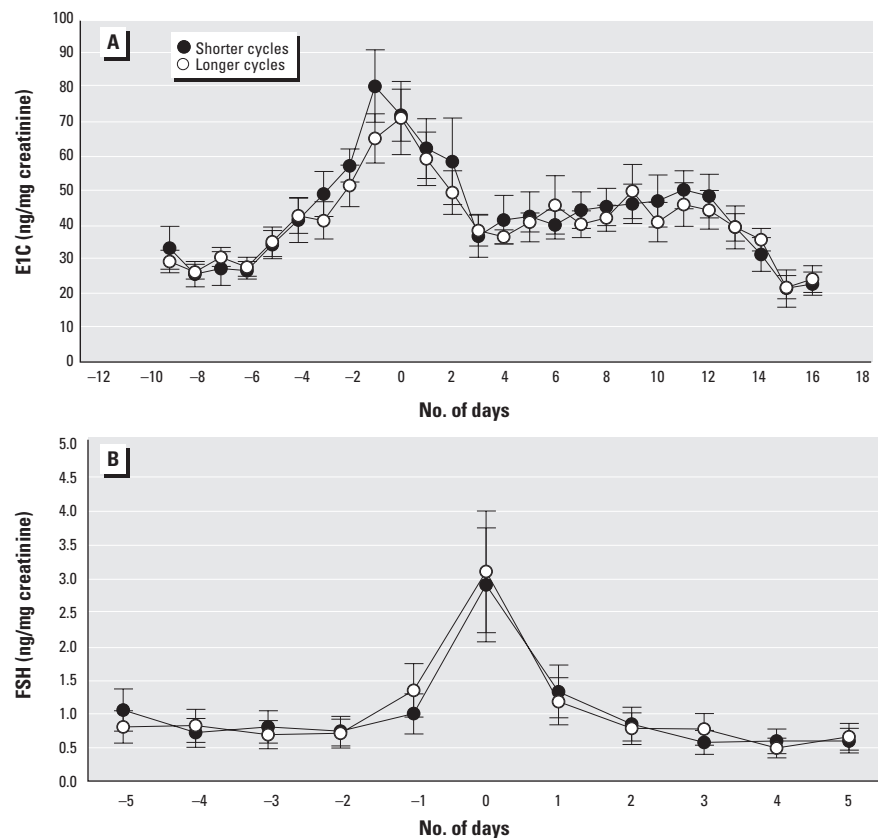 A
Shorter cycles
Longer cycles
E1C (ng/mg creatinine)
100
90
80
70
60
50
40
30
20
10
0
–12 –10 –8 –6 –4 –2 0 2 4 6 8 10 12 14 16 18
No. of days
B
FSH (ng/mg creatinine)
5.0
4.5
4.0
3.5
3.0
2.5
2.0
1.5
1.0
0.5
0.0
–5 –4 –3 –2 –1 0 1 2 3 4 5
No. of days